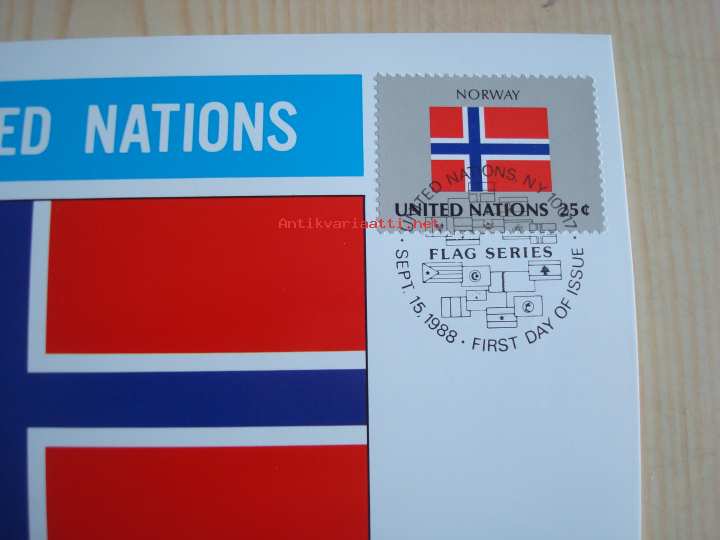 ED NATIONS
NORWAY
UNITED NATIONS 25¢
UNITED NATIONS, N.Y. 10017
FLAG SERIES
SEPT. 15, 1988 · FIRST DAY OF ISSUE ·
Antikvariaatti.net